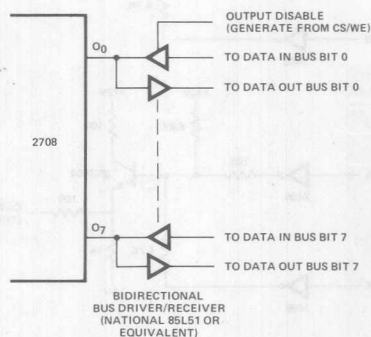 OUTPUT DISABLE
(GENERATE FROM CS/WE)
O0
TO DATA IN BUS BIT 0
TO DATA OUT BUS BIT 0
2708
O7
TO DATA IN BUS BIT 7
TO DATA OUT BUS BIT 7
BIDIRECTIONAL
BUS DRIVER/RECEIVER
(NATIONAL 85L51 OR
EQUIVALENT)